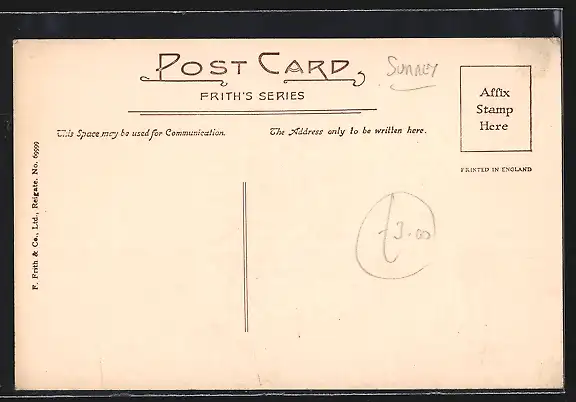 POST CARD
SURREY
FRITH'S SERIES
Affix
Stamp
Here
This Space may be used for Communication.
The Address only to be written here.
PRINTED IN ENGLAND
F. Frith & Co., Ltd., Reigate. No. 69999
£3.00